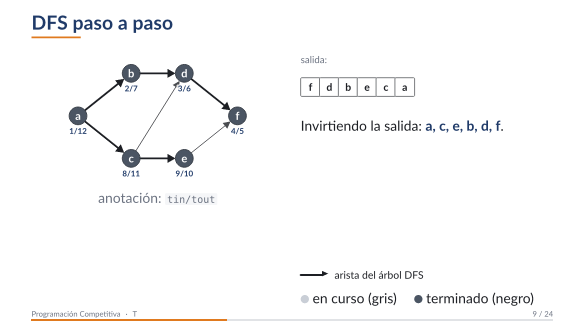 DFS paso a paso
salida:
f d b e c a
Invirtiendo la salida: a, c, e, b, d, f.
b d
2/7 3/6
a f
1/12 4/5
c e
8/11 9/10
anotación: tin/tout
arista del árbol DFS
en curso (gris) terminado (negro)
Programación Competitiva · T 9 / 24